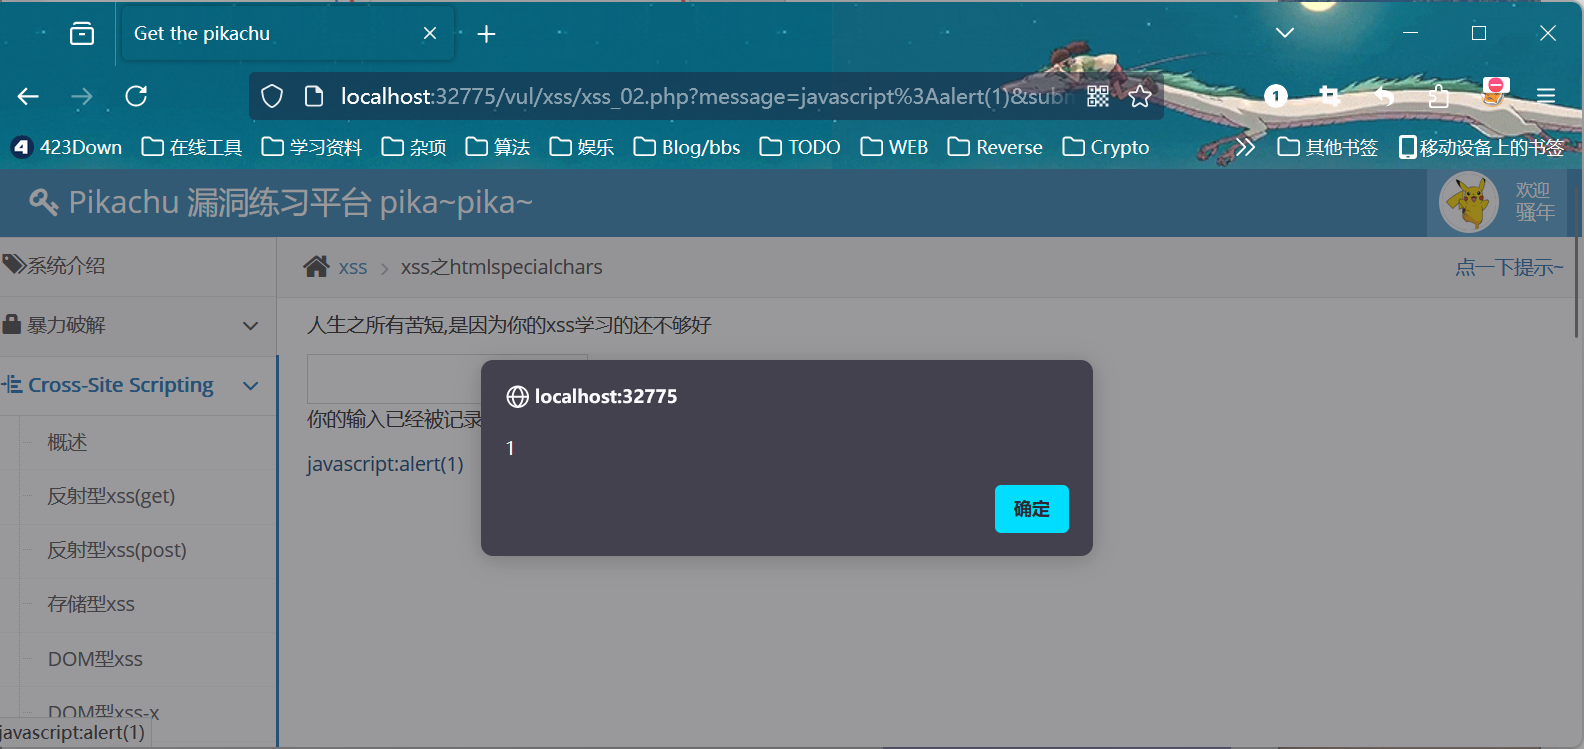 Get the pikachu
localhost:32775/vul/xss/xss_02.php?message=javascript%3Aalert(1)&subm
1
4 423Down 在线工具 学习资料 杂项 算法 娱乐 Blog/bbs TODO WEB Reverse Crypto 其他书签 移动设备上的书签
Pikachu 漏洞练习平台 pika~pika~
欢迎
骚年
系统介绍
xss
xss之htmlspecialchars
点一下提示~
暴力破解
人生之所有苦短,是因为你的xss学习的还不够好
Cross-Site Scripting
localhost:32775
你的输入已经被记录
概述
1
javascript:alert(1)
反射型xss(get)
确定
反射型xss(post)
存储型xss
DOM型xss
DOM型xss-x
javascript:alert(1)